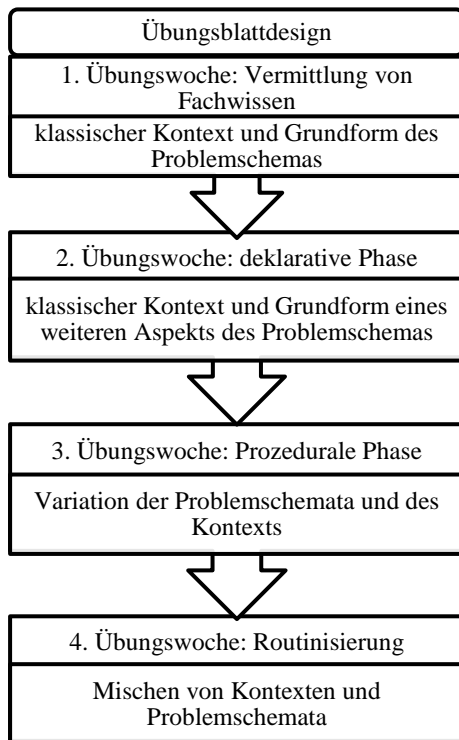 Übungsblattdesign
1. Übungswoche: Vermittlung von
Fachwissen
klassischer Kontext und Grundform des
Problemschemas
2. Übungswoche: deklarative Phase
klassischer Kontext und Grundform eines
weiteren Aspekts des Problemschemas
3. Übungswoche: Prozedurale Phase
Variation der Problemschemata und des
Kontexts
4. Übungswoche: Routinisierung
Mischen von Kontexten und
Problemschemata